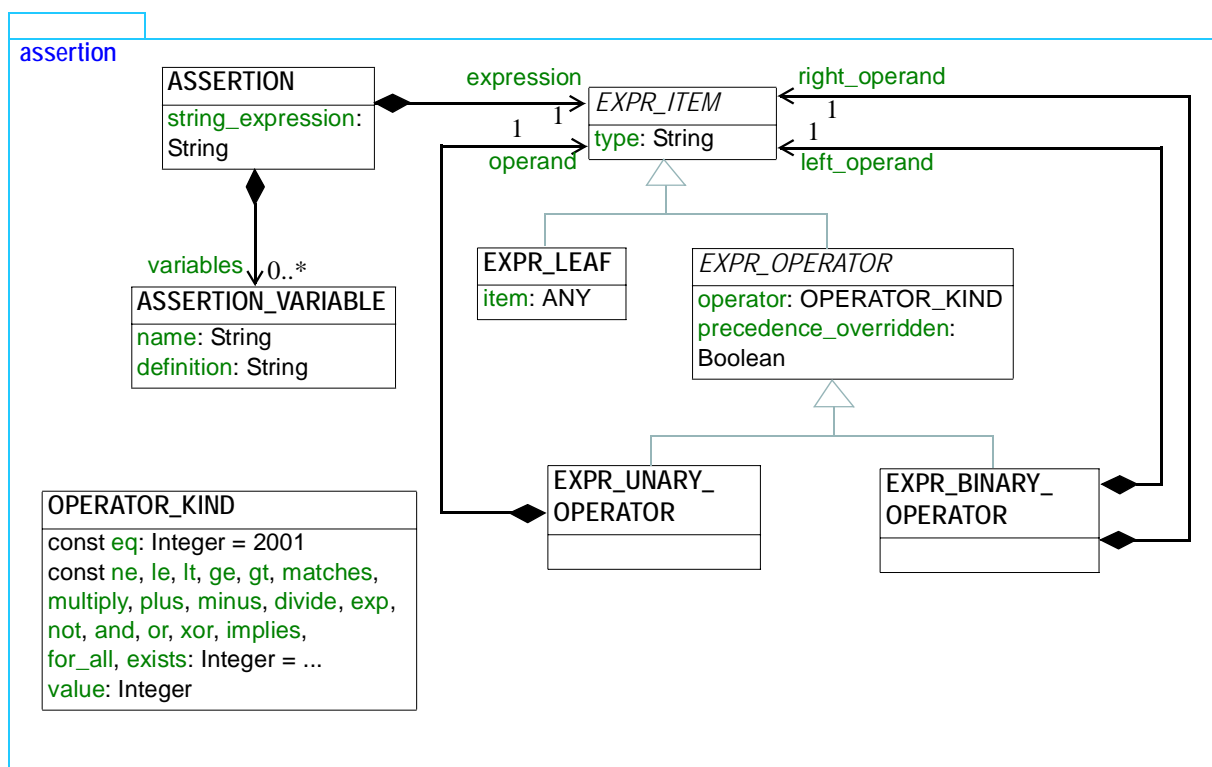 assertion
ASSERTION
string_expression:
String
expression
1
EXPR_ITEM
type: String
right_operand
1
1
left_operand
1
operand
variables
0..*
ASSERTION_VARIABLE
name: String
definition: String
EXPR_LEAF
item: ANY
EXPR_OPERATOR
operator: OPERATOR_KIND
precedence_overridden:
Boolean
EXPR_UNARY_
OPERATOR
EXPR_BINARY_
OPERATOR
OPERATOR_KIND
const eq: Integer = 2001
const ne, le, lt, ge, gt, matches,
multiply, plus, minus, divide, exp,
not, and, or, xor, implies,
for_all, exists: Integer = ...
value: Integer